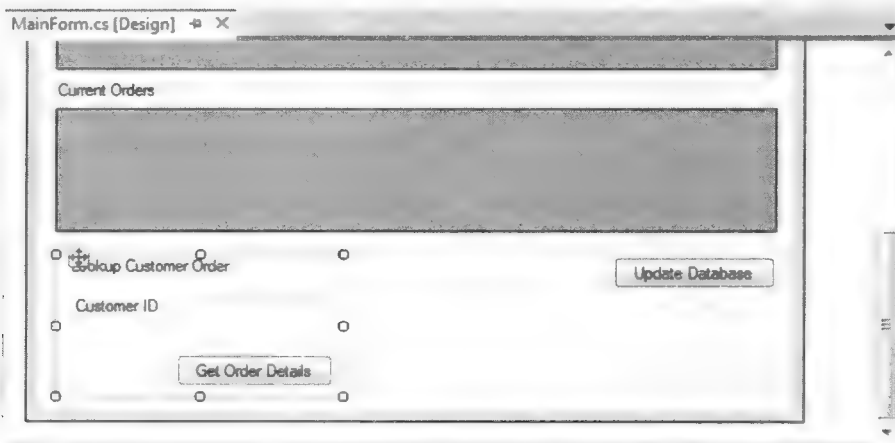 MainForm.cs [Design]
Current Orders
Lookup Customer Order
Update Database
Customer ID
Get Order Details